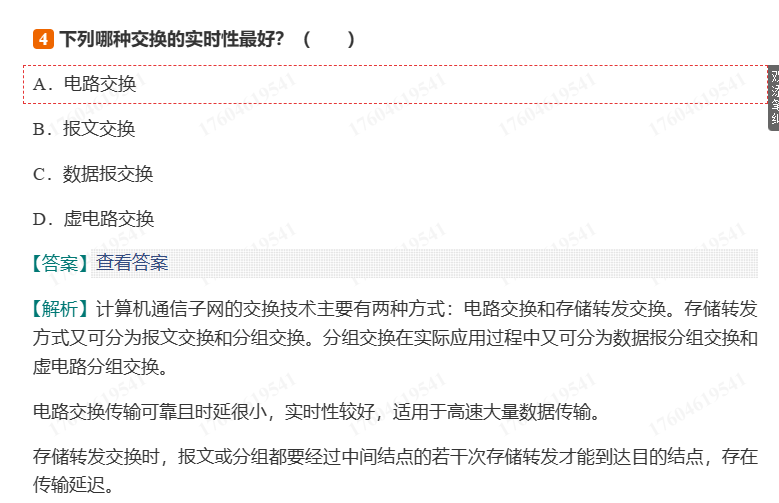 4 下列哪种交换的实时性最好？（　　）
A．电路交换
B．报文交换
C．数据报交换
D．虚电路交换
【答案】查看答案
【解析】计算机通信子网的交换技术主要有两种方式：电路交换和存储转发交换。存储转发
方式又可分为报文交换和分组交换。分组交换在实际应用过程中又可分为数据报分组交换和
虚电路分组交换。
电路交换传输可靠且时延很小，实时性较好，适用于高速大量数据传输。
存储转发交换时，报文或分组都要经过中间结点的若干次存储转发才能到达目的结点，存在
传输延迟。
17604619541